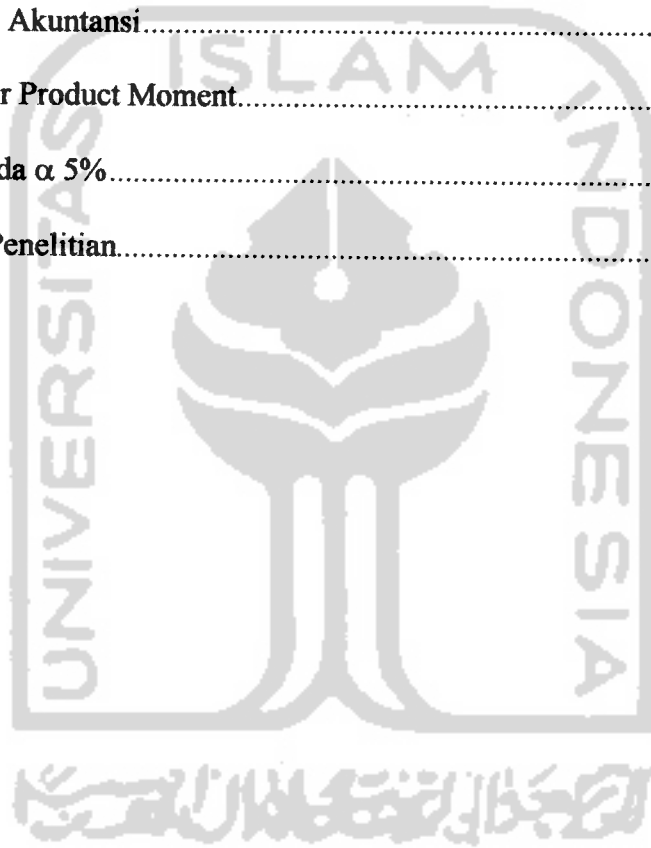 Akuntansi......................................................................
r Product Moment..........................................................
da α 5%.........................................................................
Penelitian.......................................................................
ISLAM
UNIVERSITAS
INDONESIA